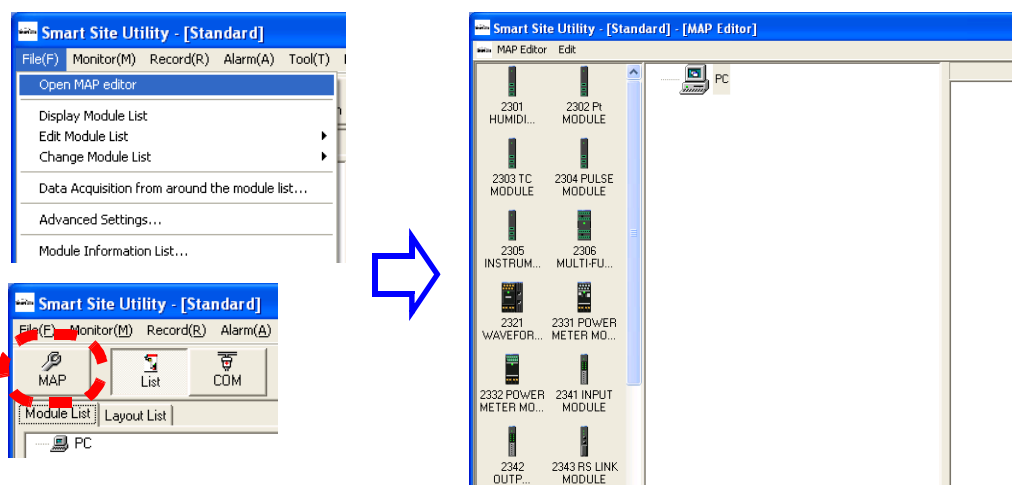 Smart Site Utility - [Standard]
File(F) Monitor(M) Record(R) Alarm(A) Tool(T)
Open MAP editor
Display Module List
Edit Module List
Change Module List
Data Acquisition from around the module list...
Advanced Settings...
Module Information List...
Smart Site Utility - [Standard]
File(F) Monitor(M) Record(R) Alarm(A)
MAP List COM
Module List Layout List
PC
Smart Site Utility - [Standard] - [MAP Editor]
MAP Editor Edit
PC
2301 2302 Pt
HUMIDI... MODULE
2303 TC 2304 PULSE
MODULE MODULE
2305 2306
INSTRUM... MULTI-FU...
2321 2331 POWER
WAVEFOR... METER MO...
2332 POWER 2341 INPUT
METER MO... MODULE
2342 2343 RS LINK
OUTP... MODULE